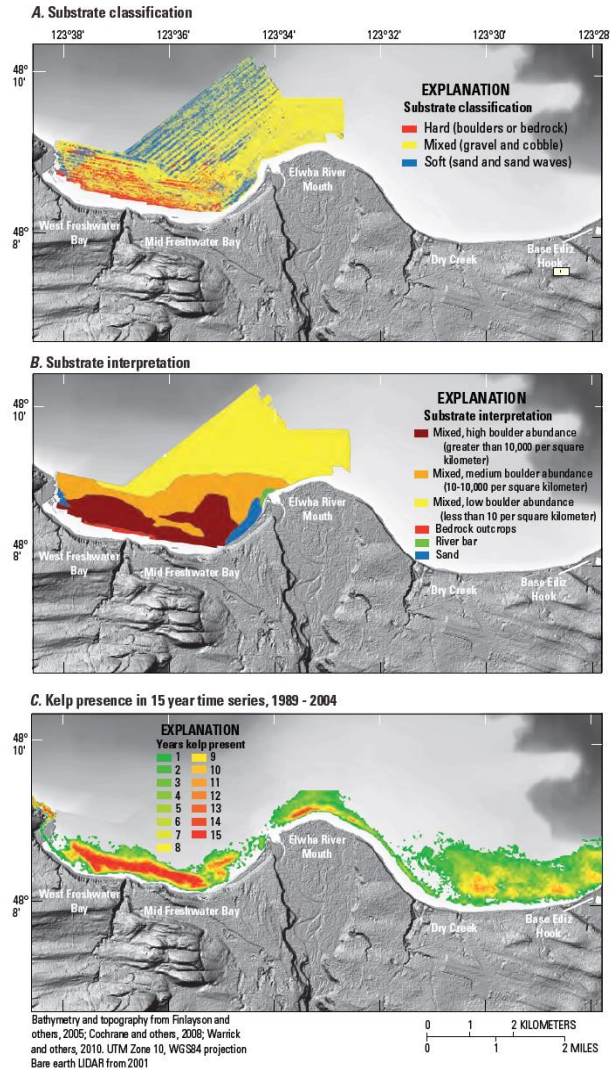 A. Substrate classification
123°38' 123°36' 123°34' 123°32' 123°30' 123°28'
48°
10'
EXPLANATION
Substrate classification
Hard (boulders or bedrock)
Mixed (gravel and cobble)
Soft (sand and sand waves)
Elwha River
Mouth
West Freshwater
Bay
Mid Freshwater Bay
48°
8'
Dry Creek
Base Ediz
Hook
B. Substrate interpretation
48°
10'
EXPLANATION
Substrate interpretation
Mixed, high boulder abundance
(greater than 10,000 per square
kilometer)
Mixed, medium boulder abundance
(10-10,000 per square kilometer)
Mixed, low boulder abundance
(less than 10 per square kilometer)
Bedrock outcrops
River bar
Sand
Elwha River
Mouth
48°
8'
West Freshwater
Bay
Mid Freshwater Bay
Dry Creek
Base Ediz
Hook
C. Kelp presence in 15 year time series, 1989 - 2004
48°
10'
EXPLANATION
Years kelp present
1 9
2 10
3 11
4 12
5 13
6 14
7 15
8
Elwha River
Mouth
48°
8'
West Freshwater
Bay
Mid Freshwater Bay
Dry Creek
Base Ediz
Hook
Bathymetry and topography from Finlayson and
others, 2005; Cochrane and others, 2008; Warrick
and others, 2010. UTM Zone 10, WGS84 projection
Bare earth LIDAR from 2001
0 1 2 KILOMETERS
0 1 2 MILES